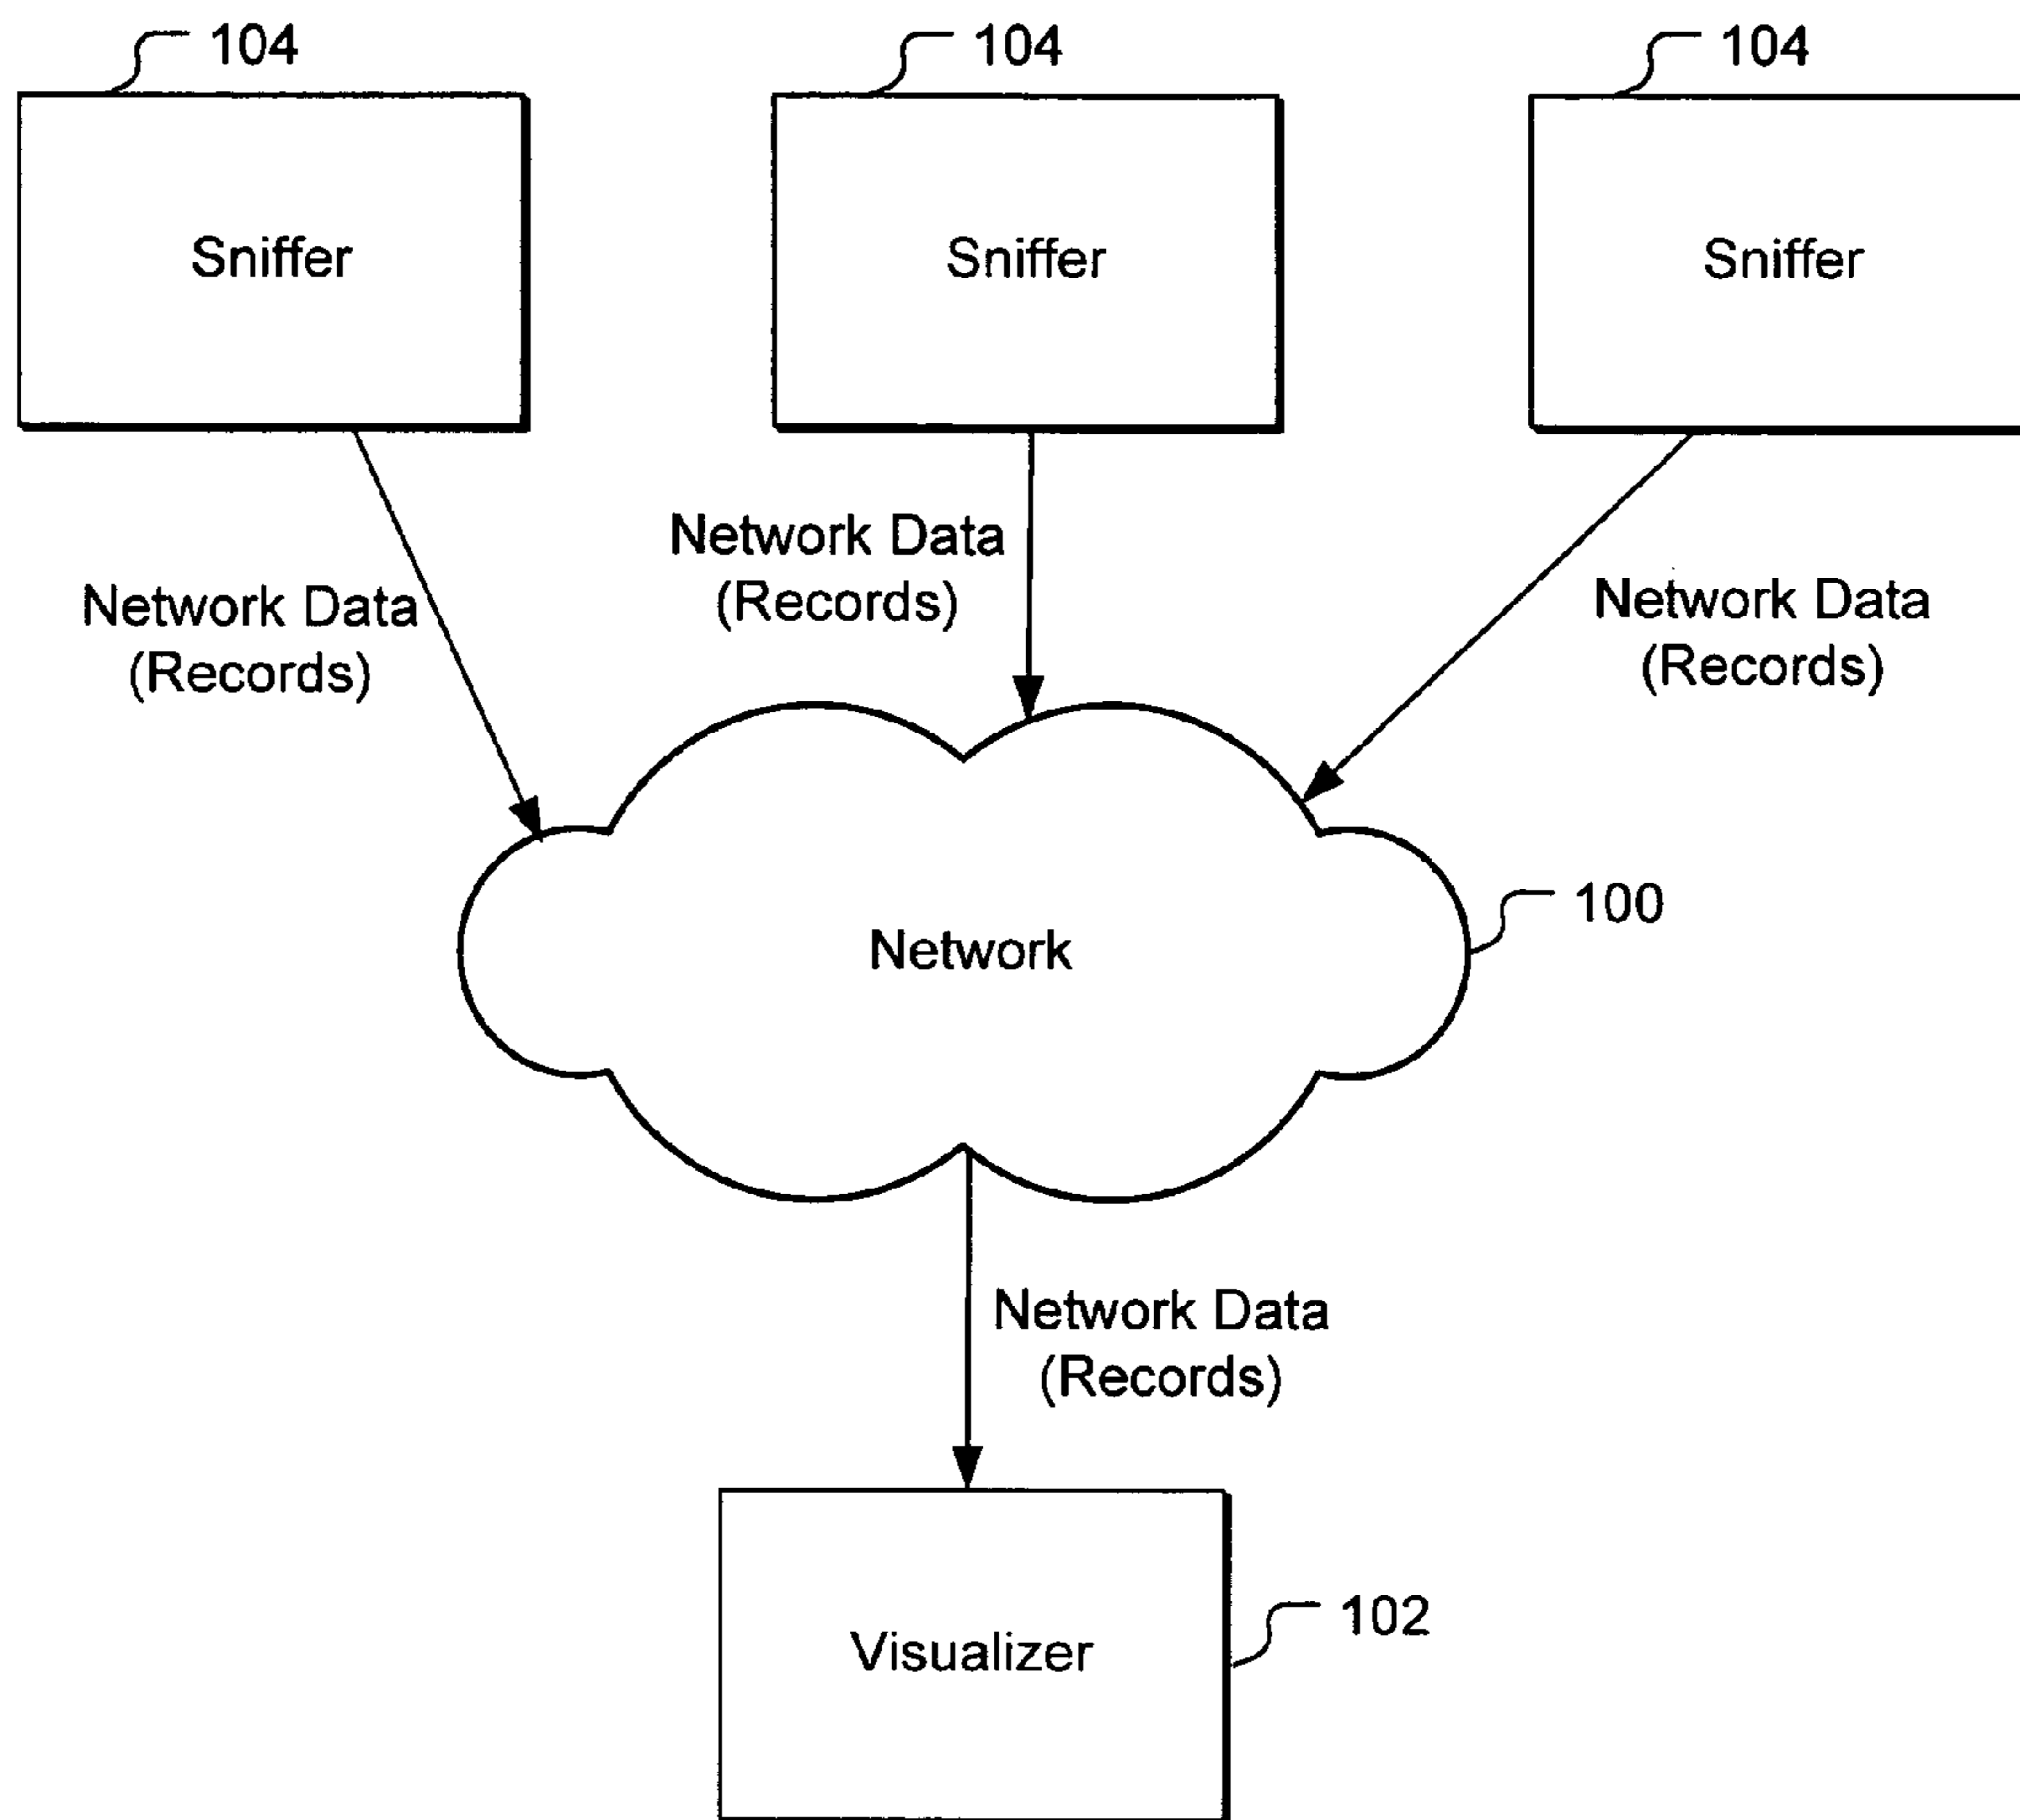 104
104
104
Sniffer
Sniffer
Sniffer
Network Data
(Records)
Network Data
(Records)
Network Data
(Records)
Network
100
Network Data
(Records)
Visualizer
102